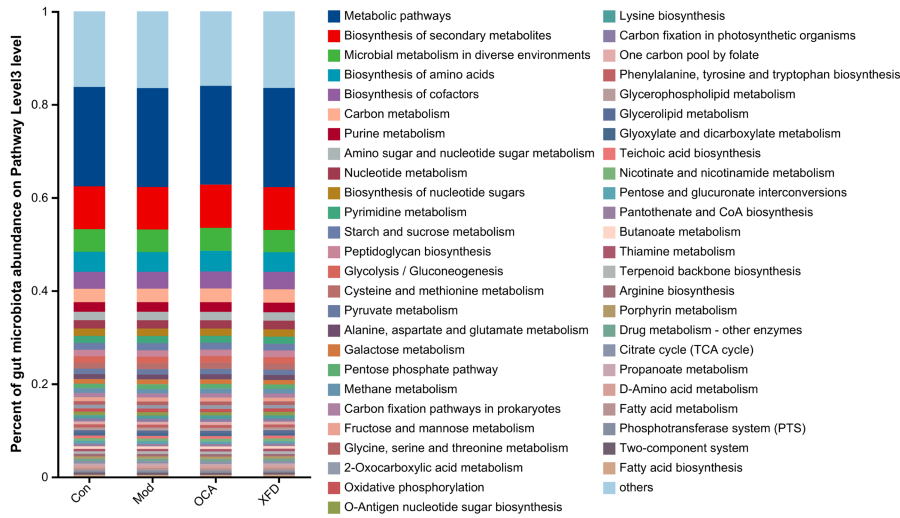 Percent of gut microbiota abundance on Pathway Level3 level
1
0.8
0.6
0.4
0.2
0
Con
Mod
OCA
XFD
Metabolic pathways
Biosynthesis of secondary metabolites
Microbial metabolism in diverse environments
Biosynthesis of amino acids
Biosynthesis of cofactors
Carbon metabolism
Purine metabolism
Amino sugar and nucleotide sugar metabolism
Nucleotide metabolism
Biosynthesis of nucleotide sugars
Pyrimidine metabolism
Starch and sucrose metabolism
Peptidoglycan biosynthesis
Glycolysis / Gluconeogenesis
Cysteine and methionine metabolism
Pyruvate metabolism
Alanine, aspartate and glutamate metabolism
Galactose metabolism
Pentose phosphate pathway
Methane metabolism
Carbon fixation pathways in prokaryotes
Fructose and mannose metabolism
Glycine, serine and threonine metabolism
2-Oxocarboxylic acid metabolism
Oxidative phosphorylation
O-Antigen nucleotide sugar biosynthesis
Lysine biosynthesis
Carbon fixation in photosynthetic organisms
One carbon pool by folate
Phenylalanine, tyrosine and tryptophan biosynthesis
Glycerophospholipid metabolism
Glycerolipid metabolism
Glyoxylate and dicarboxylate metabolism
Teichoic acid biosynthesis
Nicotinate and nicotinamide metabolism
Pentose and glucuronate interconversions
Pantothenate and CoA biosynthesis
Butanoate metabolism
Thiamine metabolism
Terpenoid backbone biosynthesis
Arginine biosynthesis
Porphyrin metabolism
Drug metabolism - other enzymes
Citrate cycle (TCA cycle)
Propanoate metabolism
D-Amino acid metabolism
Fatty acid metabolism
Phosphotransferase system (PTS)
Two-component system
Fatty acid biosynthesis
others